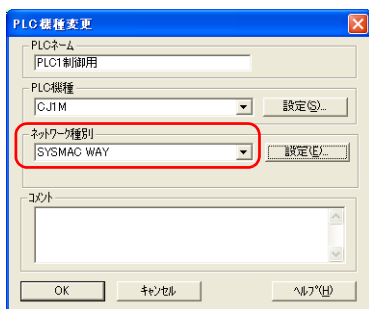 PLC機種変更
PLCネーム
PLC1制御用
PLC機種
CJ1M
設定(S)...
ネットワーク種別
SYSMAC WAY
設定(E)...
コメント
OK
キャンセル
ヘルプ(H)